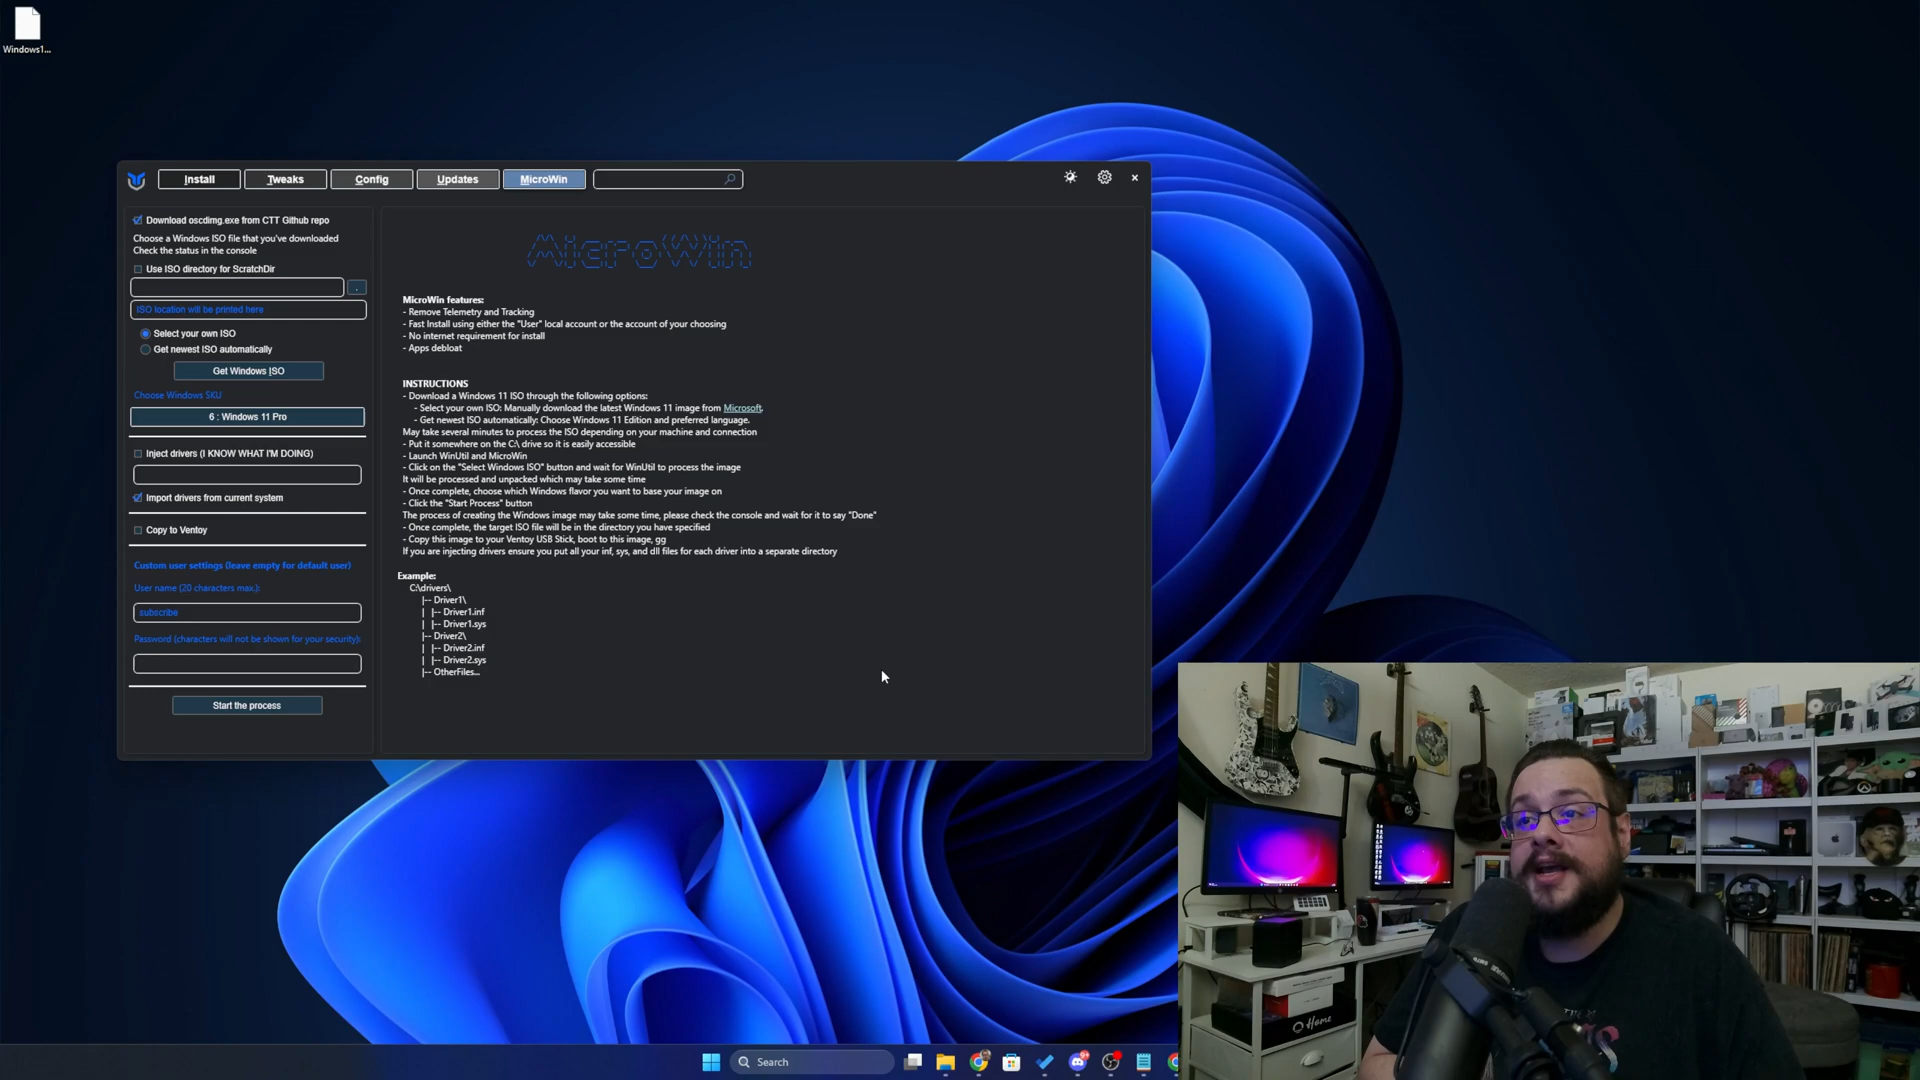 Windows1...
Install
Tweaks
Config
Updates
MicroWin
Download oscdimg.exe from CTT Github repo
Choose a Windows ISO file that you've downloaded
Check the status in the console
Use ISO directory for ScratchDir
.
ISO location will be printed here
Select your own ISO
Get newest ISO automatically
Get Windows ISO
Choose Windows SKU
6 : Windows 11 Pro
Inject drivers (I KNOW WHAT I'M DOING)
Import drivers from current system
Copy to Ventoy
Custom user settings (leave empty for default user)
User name (20 characters max.):
subscribe
Password (characters will not be shown for your security):
Start the process
MicroWin
MicroWin features:
- Remove Telemetry and Tracking
- Fast Install using either the "User" local account or the account of your choosing
- No internet requirement for install
- Apps debloat
INSTRUCTIONS
- Download a Windows 11 ISO through the following options:
- Select your own ISO: Manually download the latest Windows 11 image from Microsoft.
- Get newest ISO automatically: Choose Windows 11 Edition and preferred language.
May take several minutes to process the ISO depending on your machine and connection
- Put it somewhere on the C:\ drive so it is easily accessible
- Launch WinUtil and MicroWin
- Click on the "Select Windows ISO" button and wait for WinUtil to process the image
It will be processed and unpacked which may take some time
- Once complete, choose which Windows flavor you want to base your image on
- Click the "Start Process" button
The process of creating the Windows image may take some time, please check the console and wait for it to say "Done"
- Once complete, the target ISO file will be in the directory you have specified
- Copy this image to your Ventoy USB Stick, boot to this image, gg
If you are injecting drivers ensure you put all your inf, sys, and dll files for each driver into a separate directory
Example:
C:\drivers\
|-- Driver1\
| |-- Driver1.inf
| |-- Driver1.sys
|-- Driver2\
| |-- Driver2.inf
| |-- Driver2.sys
|-- OtherFiles...
Home
Search